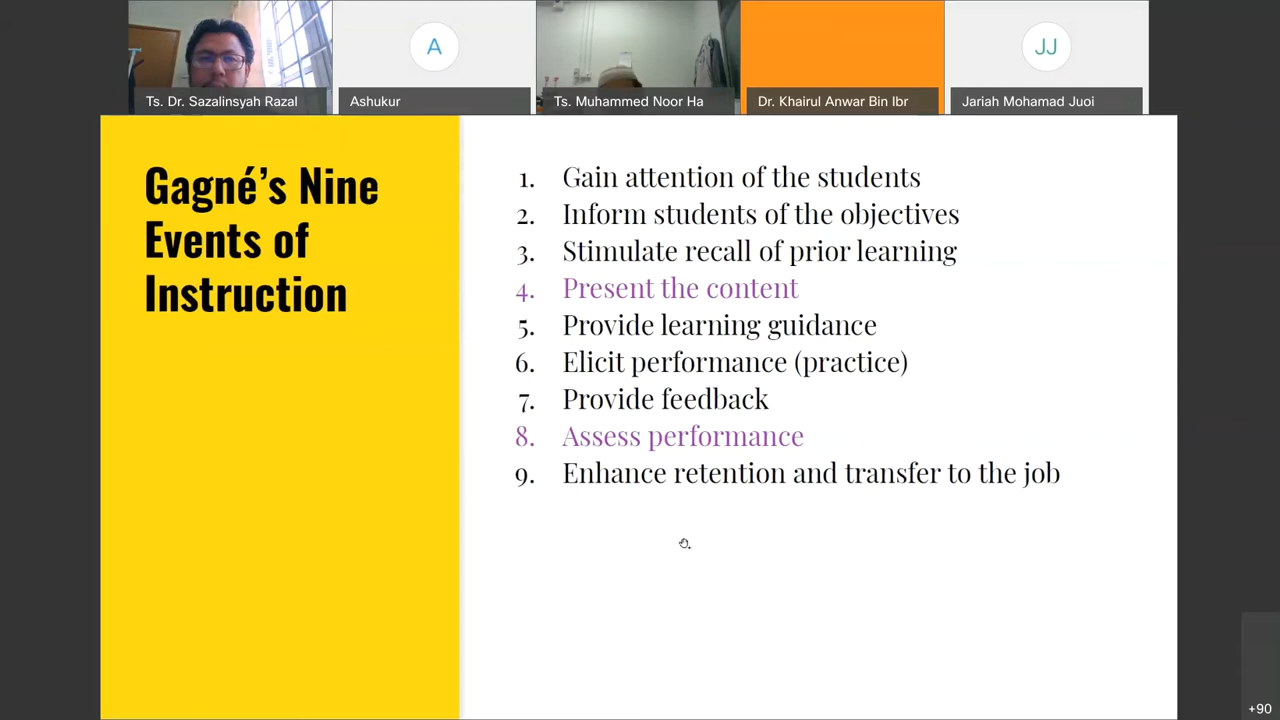 Ts. Dr. Sazalinsyah Razal
A
Ashukur
Ts. Muhammed Noor Ha
Dr. Khairul Anwar Bin Ibr
JJ
Jariah Mohamad Juoi
Gagné’s Nine
Events of
Instruction
1. Gain attention of the students
2. Inform students of the objectives
3. Stimulate recall of prior learning
4. Present the content
5. Provide learning guidance
6. Elicit performance (practice)
7. Provide feedback
8. Assess performance
9. Enhance retention and transfer to the job
+90